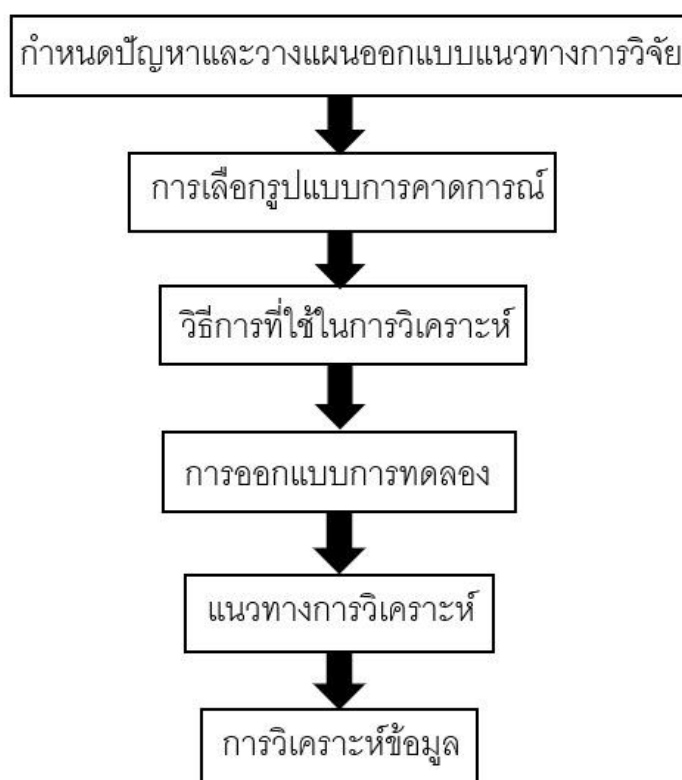 กำหนดปัญหาและวางแผนออกแบบแนวทางการวิจัย
การเลือกรูปแบบการคาดการณ์
วิธีการที่ใช้ในการวิเคราะห์
การออกแบบการทดลอง
แนวทางการวิเคราะห์
การวิเคราะห์ข้อมูล